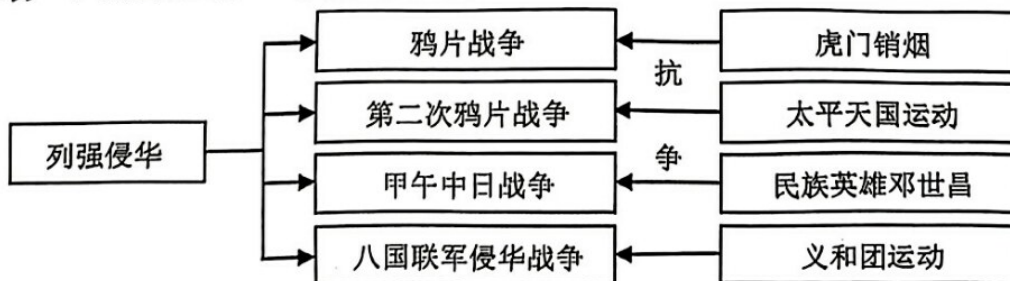 鸦片战争
虎门销烟
抗
第二次鸦片战争
太平天国运动
列强侵华
争
甲午中日战争
民族英雄邓世昌
八国联军侵华战争
义和团运动